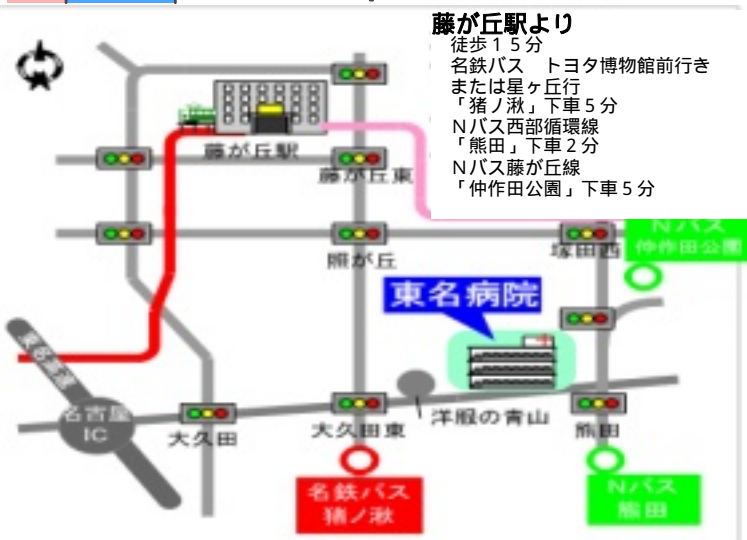 藤が丘駅より
徒歩１５分
名鉄バス　トヨタ博物館前行き
または星ヶ丘行
「猪ノ湫」下車５分
Ｎバス西部循環線
「熊田」下車２分
Ｎバス藤が丘線
「仲作田公園」下車５分
藤が丘駅
藤が丘東
Nバス
仲作田公園
塚田西
照が丘
東名病院
東名高速
名古屋
IC
大久田
大久田東
洋服の青山
熊田
名鉄バス
猪ノ湫
Nバス
熊田